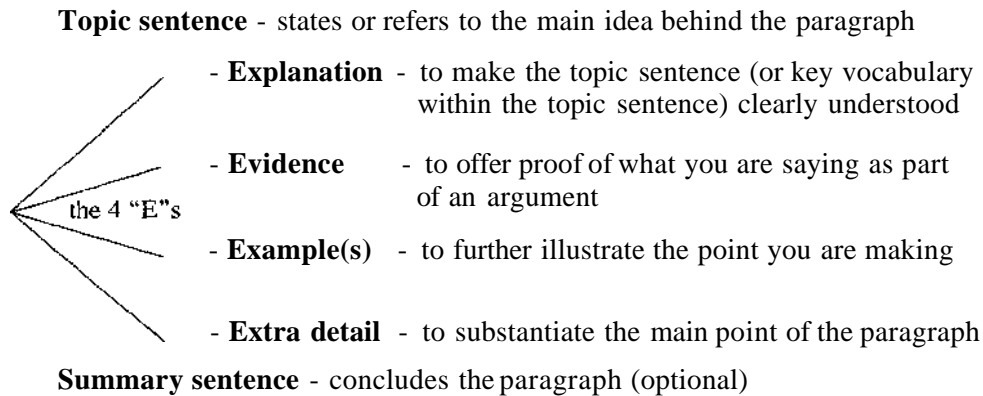 Topic sentence - states or refers to the main idea behind the paragraph
- Explanation - to make the topic sentence (or key vocabulary
within the topic sentence) clearly understood
- Evidence - to offer proof of what you are saying as part
of an argument
the 4 “E”s
- Example(s) - to further illustrate the point you are making
- Extra detail - to substantiate the main point of the paragraph
Summary sentence - concludes the paragraph (optional)